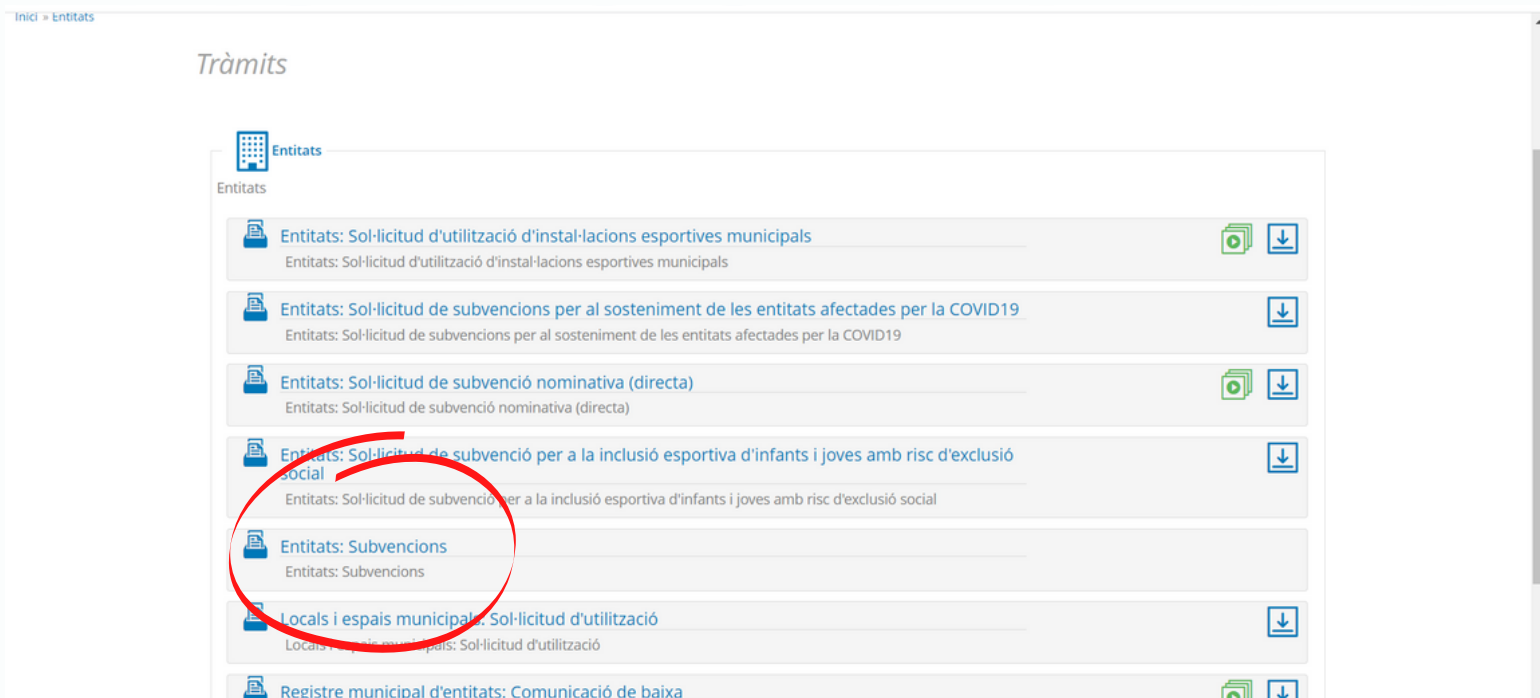 Inici » Entitats
Tràmits
Entitats
Entitats
Entitats: Sol·licitud d'utilització d'instal·lacions esportives municipals
Entitats: Sol·licitud d'utilització d'instal·lacions esportives municipals
Entitats: Sol·licitud de subvencions per al sosteniment de les entitats afectades per la COVID19
Entitats: Sol·licitud de subvencions per al sosteniment de les entitats afectades per la COVID19
Entitats: Sol·licitud de subvenció nominativa (directa)
Entitats: Sol·licitud de subvenció nominativa (directa)
Entitats: Sol·licitud de subvenció per a la inclusió esportiva d'infants i joves amb risc d'exclusió
social
Entitats: Sol·licitud de subvenció per a la inclusió esportiva d'infants i joves amb risc d'exclusió social
Entitats: Subvencions
Entitats: Subvencions
Locals i espais municipals: Sol·licitud d'utilització
Locals i espais municipals: Sol·licitud d'utilització
Registre municipal d'entitats: Comunicació de baixa